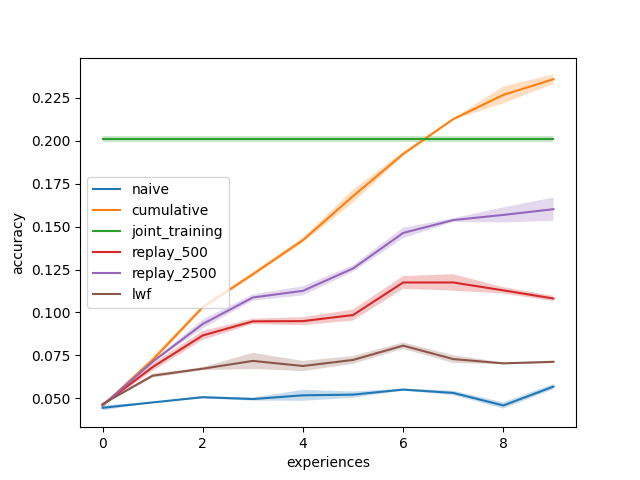 0.225
0.200
0.175
0.150
0.125
0.100
0.075
0.050
accuracy
naive
cumulative
joint_training
replay_500
replay_2500
lwf
0 2 4 6 8
experiences